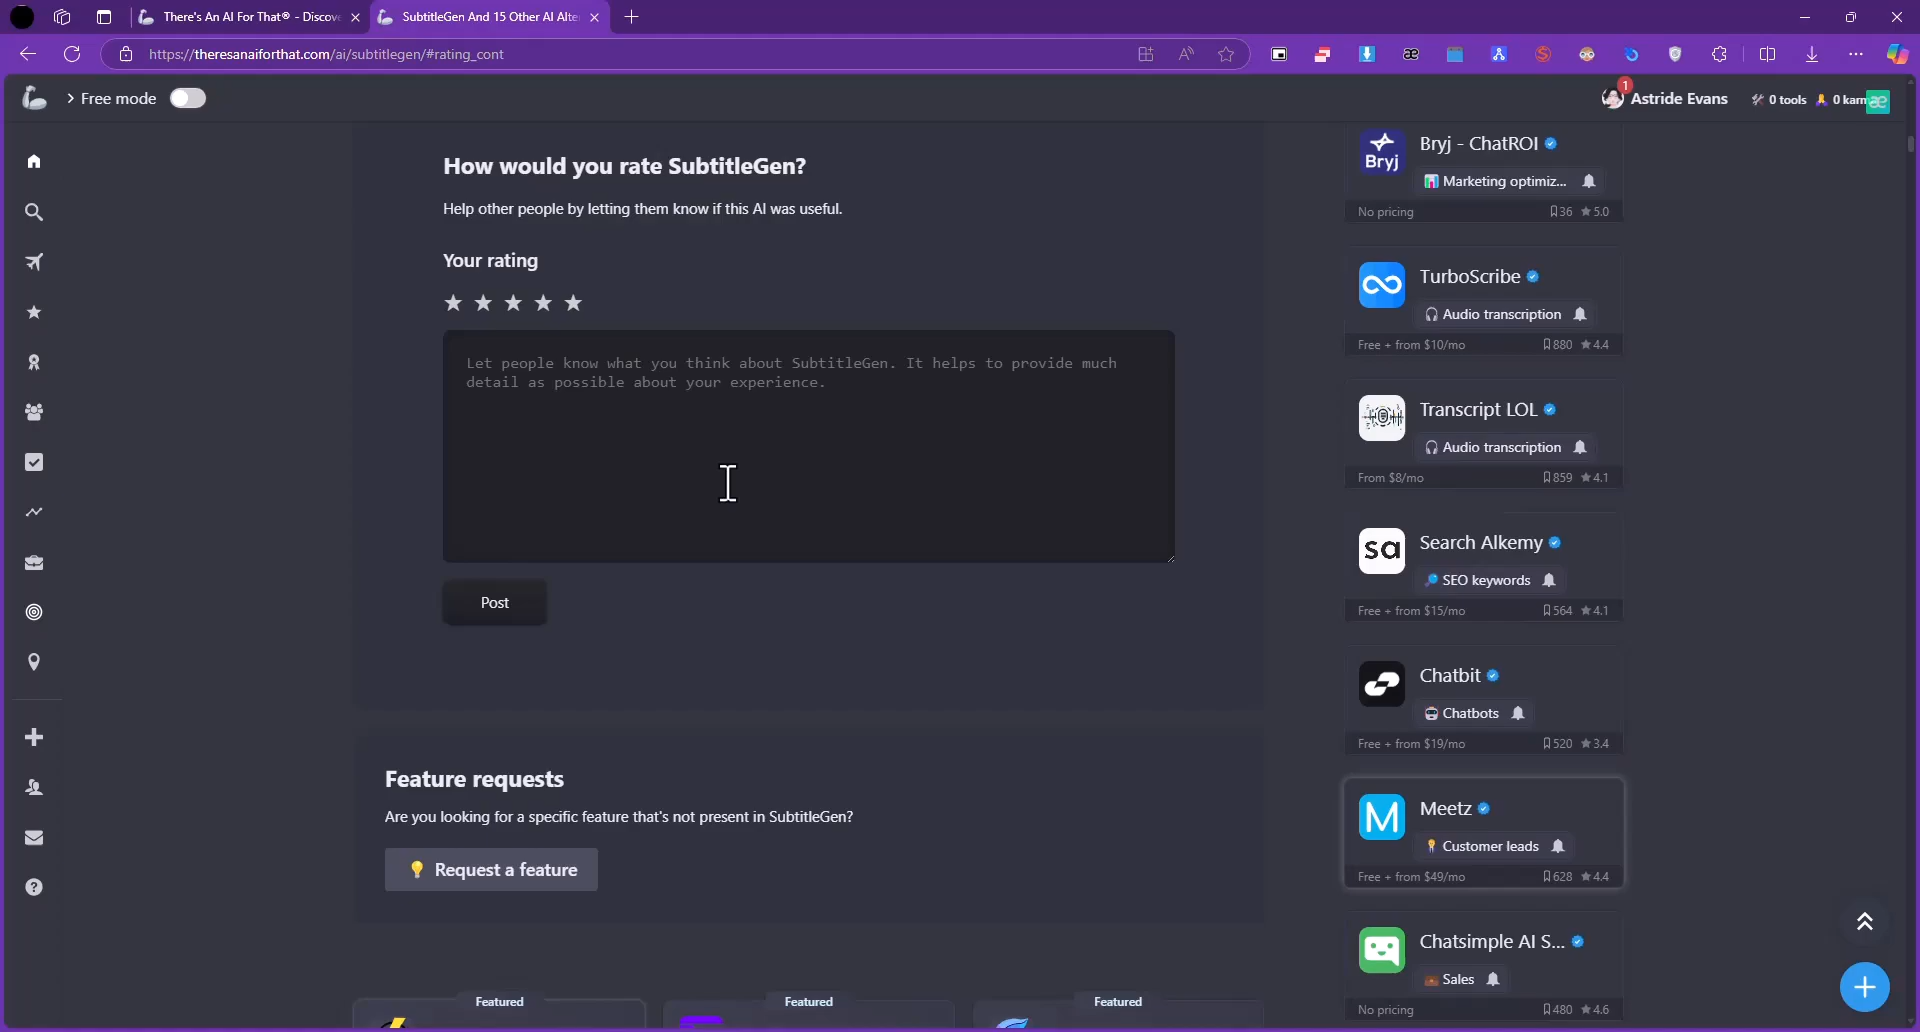 There's An AI For That® - Discov
SubtitleGen And 15 Other AI Alte
https://theresanaiforthat.com/ai/subtitlegen/#rating_cont
Free mode
1
Astride Evans
0 tools
0 karm
How would you rate SubtitleGen?
Help other people by letting them know if this AI was useful.
Your rating
Let people know what you think about SubtitleGen. It helps to provide much
detail as possible about your experience.
Post
Feature requests
Are you looking for a specific feature that's not present in SubtitleGen?
Request a feature
Featured
Featured
Featured
Bryj
Bryj - ChatROI
Marketing optimiz...
No pricing
36
5.0
TurboScribe
Audio transcription
Free + from $10/mo
880
4.4
Transcript LOL
Audio transcription
From $8/mo
859
4.1
sa
Search Alkemy
SEO keywords
Free + from $15/mo
564
4.1
Chatbit
Chatbots
Free + from $19/mo
520
3.4
M
Meetz
Customer leads
Free + from $49/mo
628
4.4
Chatsimple AI S...
Sales
No pricing
480
4.6